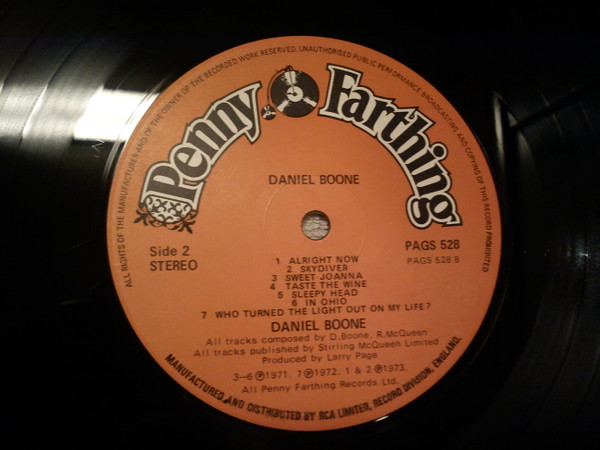 ALL RIGHTS OF THE MANUFACTURER AND OF THE OWNER OF THE RECORDED WORK RESERVED. UNAUTHORISED PUBLIC PERFORMANCE BROADCASTING AND COPYING OF THIS RECORD PROHIBITED
Penny Farthing
DANIEL BOONE
Side 2
STEREO
PAGS 528
PAGS 528 B
1 ALRIGHT NOW
2 SKYDIVER
3 SWEET JOANNA
4 TASTE THE WINE
5 SLEEPY HEAD
6 IN OHIO
7 WHO TURNED THE LIGHT OUT ON MY LIFE?
DANIEL BOONE
All tracks composed by D.Boone, R.McQueen
All tracks published by Stirling McQueen Limited
Produced by Larry Page
3-6 Ⓟ1971, 7 Ⓟ1972, 1 & 2 Ⓟ1973.
All Penny Farthing Records Ltd.
MANUFACTURED AND DISTRIBUTED BY RCA LIMITED, RECORD DIVISION, ENGLAND.